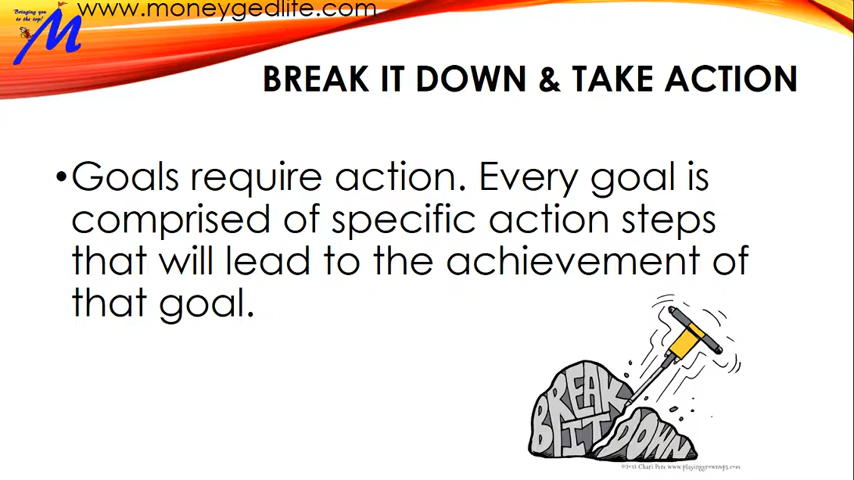 www.moneygedlife.com
Bringing you
to the top!
M
BREAK IT DOWN & TAKE ACTION
•Goals require action. Every goal is
comprised of specific action steps
that will lead to the achievement of
that goal.
BREAK
IT
DOWN